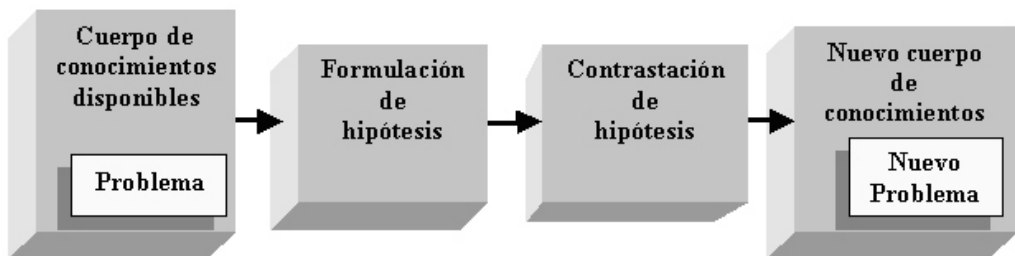 Cuerpo de
conocimientos
disponibles
Problema
Formulación
de
hipótesis
Contrastación
de
hipótesis
Nuevo cuerpo
de
conocimientos
Nuevo
Problema